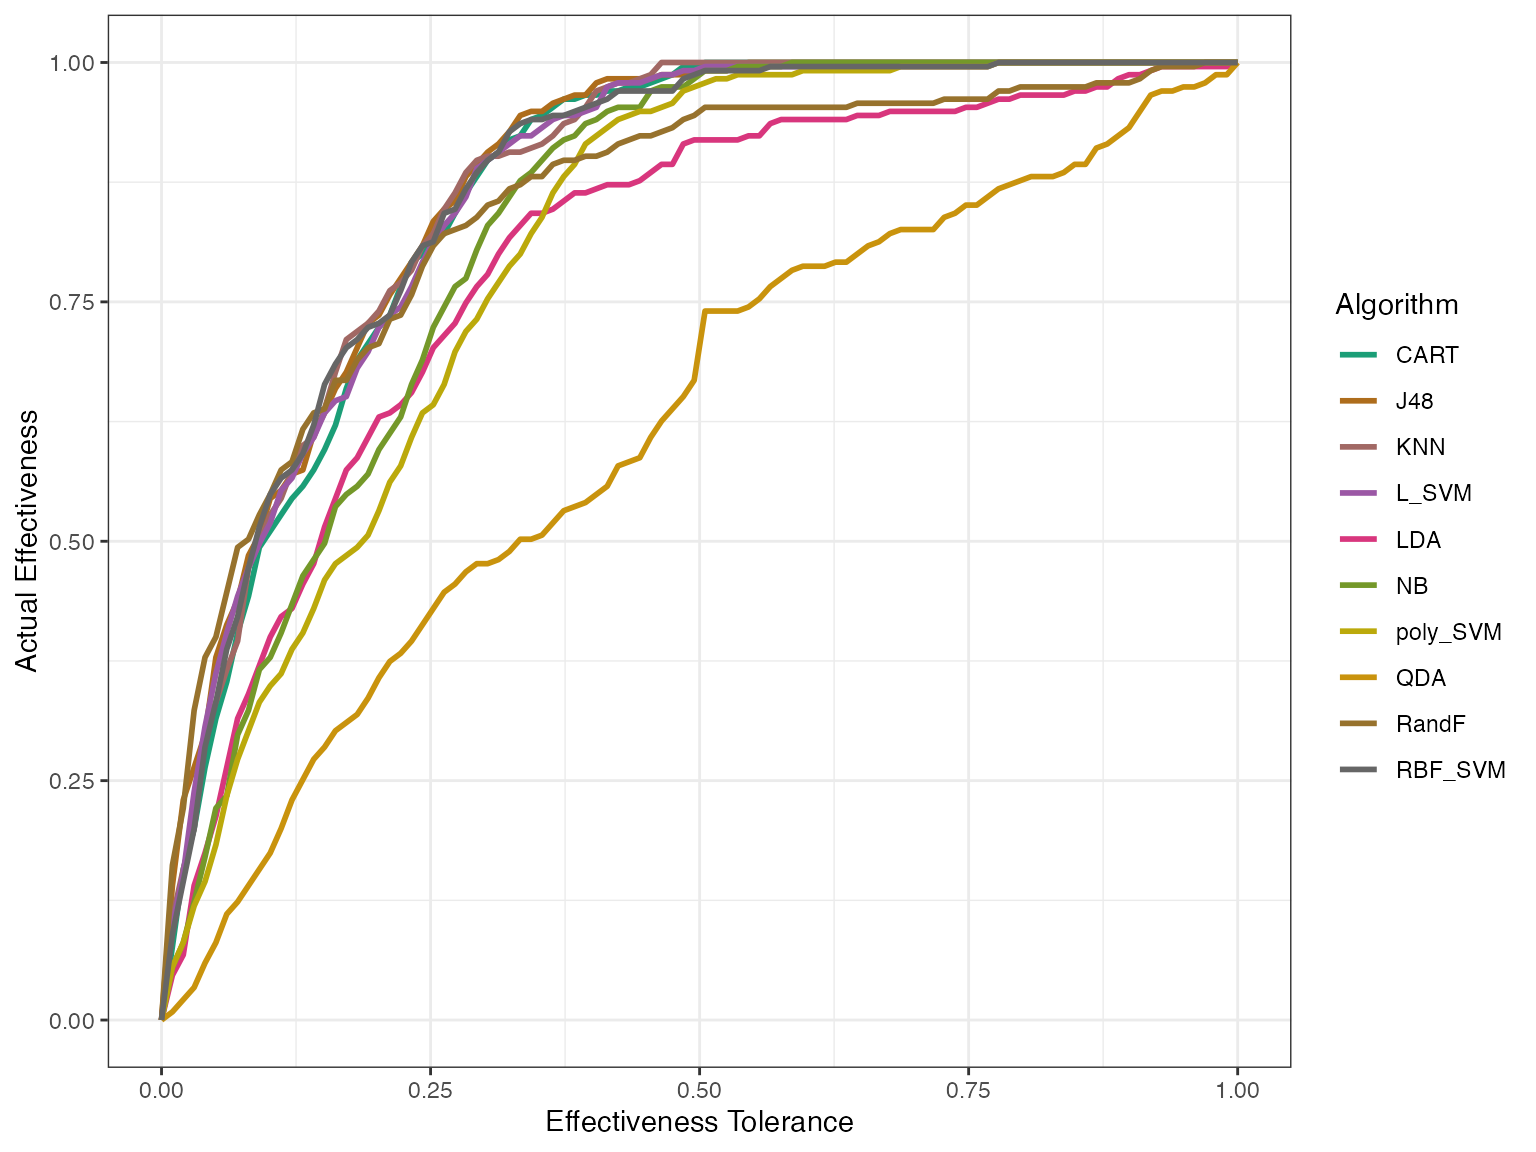 1.00
0.75
0.50
0.25
0.00
Actual Effectiveness
0.00 0.25 0.50 0.75 1.00
Effectiveness Tolerance
Algorithm
CART
J48
KNN
L_SVM
LDA
NB
poly_SVM
QDA
RandF
RBF_SVM